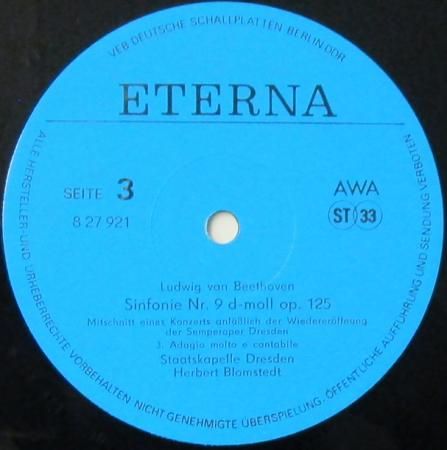 VEB DEUTSCHE SCHALLPLATTEN BERLIN DDR
ETERNA
SEITE 3
8 27 921
AWA
ST 33
Ludwig van Beethoven
Sinfonie Nr. 9 d-moll op. 125
Mitschnitt eines Konzerts anläßlich der Wiedereröffnung
der Semperoper Dresden
3. Adagio molto e cantabile
Staatskapelle Dresden
Herbert Blomstedt
ALLE HERSTELLER- UND URHEBERRECHTE VORBEHALTEN NICHT GENEHMIGTE ÜBERSPIELUNG, ÖFFENTLICHE AUFFÜHRUNG UND SENDUNG VERBOTEN